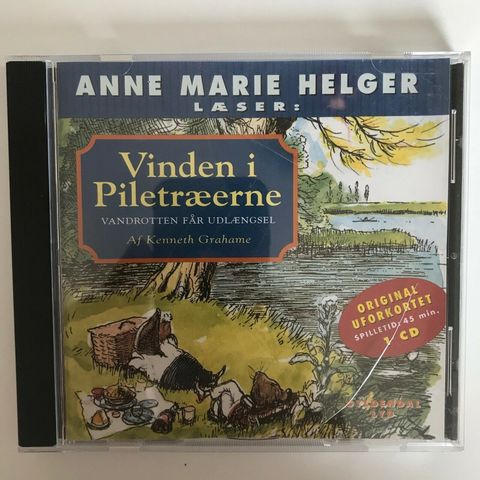 ANNE MARIE HELGER
LÆSER:
Vinden i
Piletræerne
VANDROTTEN FÅR UDLÆNGSEL
Af Kenneth Grahame
ORIGINAL
UFORKORTET
SPILLETID: 45 min.
1 CD
GYLDENDAL
LYD